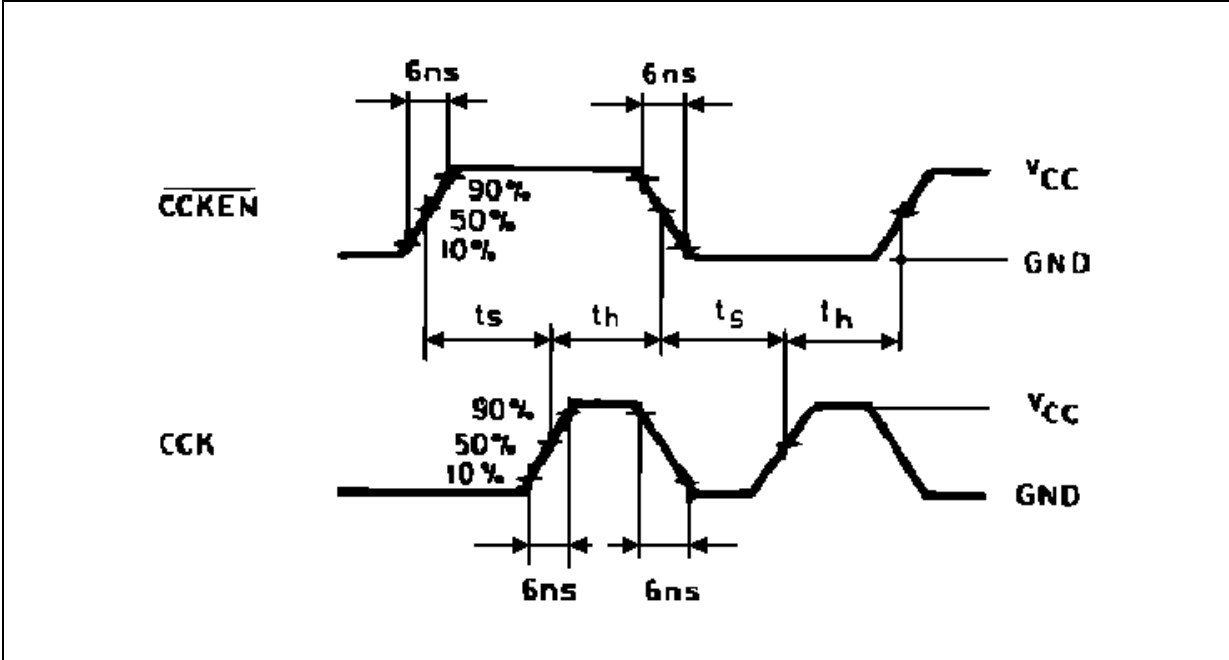 6ns 6ns
CCKEN
90%
50%
10%
VCC
GND
ts th ts th
CCK
90%
50%
10%
VCC
GND
6ns 6ns